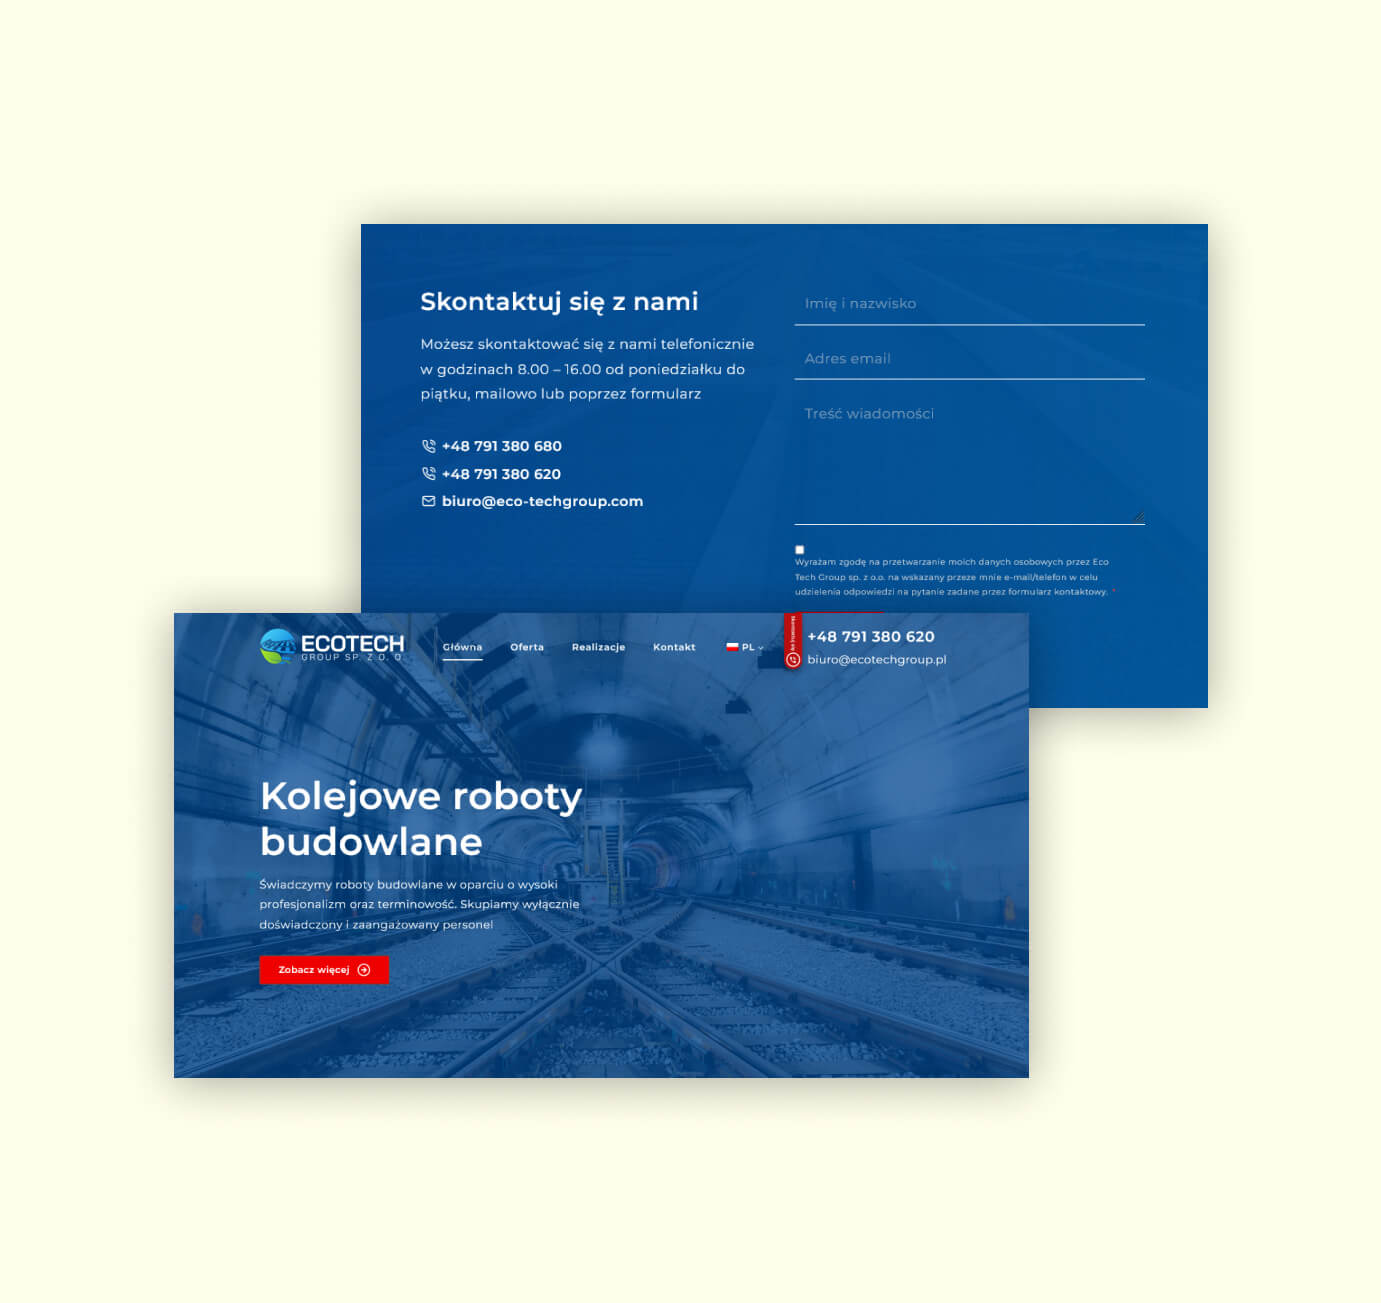 Skontaktuj się z nami
Możesz skontaktować się z nami telefonicznie
w godzinach 8.00 – 16.00 od poniedziałku do
piątku, mailowo lub poprzez formularz
+48 791 380 680
+48 791 380 620
biuro@eco-techgroup.com
Imię i nazwisko
Adres email
Treść wiadomości
Wyrażam zgodę na przetwarzanie moich danych osobowych przez Eco
Tech Group sp. z o.o. na wskazany przeze mnie e-mail/telefon w celu
udzielenia odpowiedzi na pytanie zadane przez formularz kontaktowy. *
ECOTECH
GROUP SP. Z O. O.
Główna
Oferta
Realizacje
Kontakt
PL
Skontaktuj się
+48 791 380 620
biuro@ecotechgroup.pl
Kolejowe roboty
budowlane
Świadczymy roboty budowlane w oparciu o wysoki
profesjonalizm oraz terminowość. Skupiamy wyłącznie
doświadczony i zaangażowany personel
Zobacz więcej